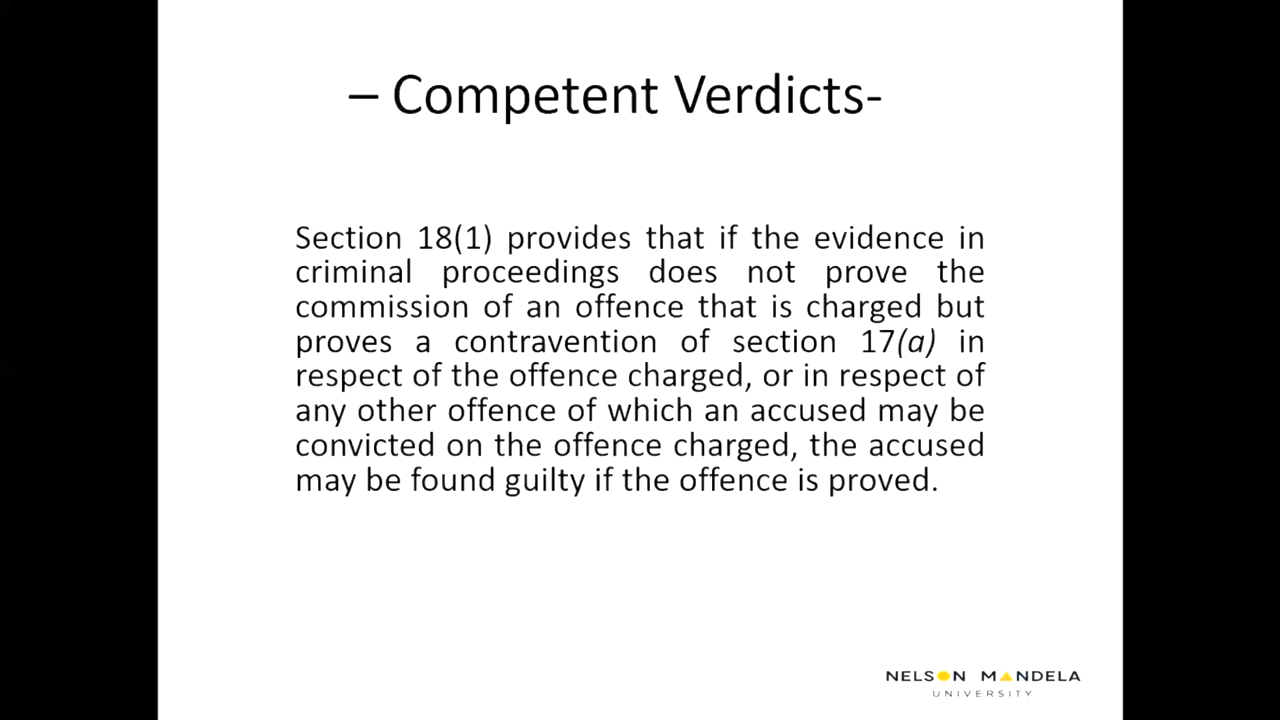 – Competent Verdicts-
Section 18(1) provides that if the evidence in
criminal proceedings does not prove the
commission of an offence that is charged but
proves a contravention of section 17(a) in
respect of the offence charged, or in respect of
any other offence of which an accused may be
convicted on the offence charged, the accused
may be found guilty if the offence is proved.
NELSON MANDELA
UNIVERSITY